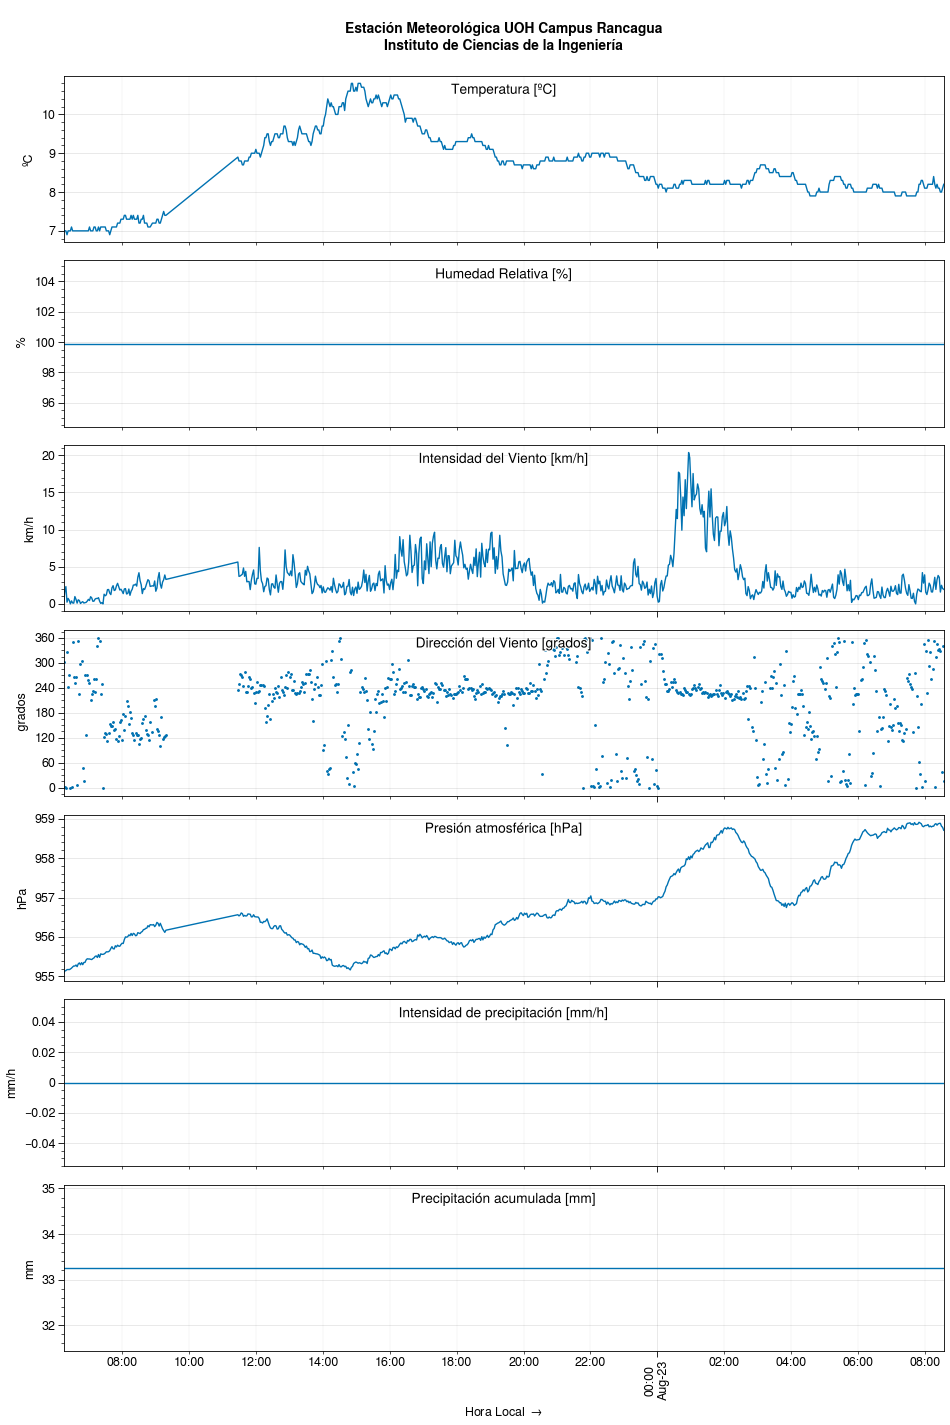 Estación Meteorológica UOH Campus Rancagua
Instituto de Ciencias de la Ingeniería
Temperatura [ºC]
ºC
10
9
8
7
Humedad Relativa [%]
%
104
102
100
98
96
Intensidad del Viento [km/h]
km/h
20
15
10
5
0
Dirección del Viento [grados]
grados
360
300
240
180
120
60
0
Presión atmosférica [hPa]
hPa
959
958
957
956
955
Intensidad de precipitación [mm/h]
mm/h
0.04
0.02
0
−0.02
−0.04
Precipitación acumulada [mm]
mm
35
34
33
32
08:00 10:00 12:00 14:00 16:00 18:00 20:00 22:00 00:00 02:00 04:00 06:00 08:00
Aug-23
Hora Local →